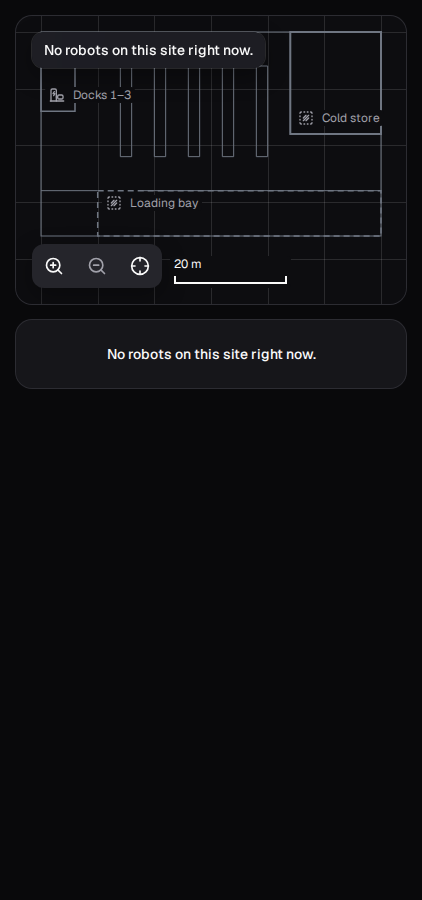 No robots on this site right now.
Docks 1–3
Cold store
Loading bay
20 m
No robots on this site right now.